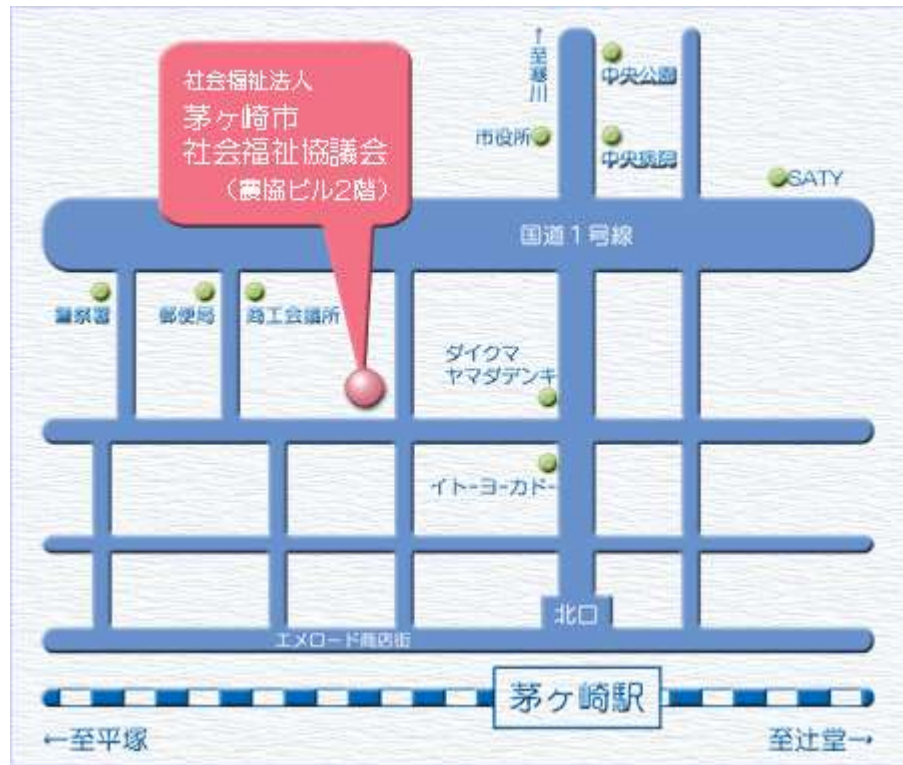 ↑至寒川
中央公園
社会福祉法人
茅ヶ崎市
社会福祉協議会
（農協ビル2階）
市役所
中央病院
SATY
国道1号線
警察署
郵便局
商工会議所
ダイクマ
ヤマダデンキ
イトーヨーカドー
北口
エメロード商店街
茅ヶ崎駅
←至平塚
至辻堂→